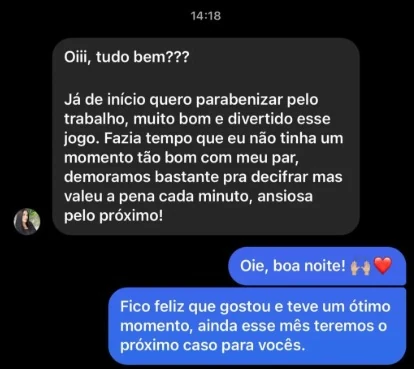 14:18
Oiii, tudo bem???
Já de início quero parabenizar pelo
trabalho, muito bom e divertido esse
jogo. Fazia tempo que eu não tinha um
momento tão bom com meu par,
demoramos bastante pra decifrar mas
valeu a pena cada minuto, ansiosa
pelo próximo!
Oie, boa noite! 🙌🏼❤️
Fico feliz que gostou e teve um ótimo
momento, ainda esse mês teremos o
próximo caso para vocês.